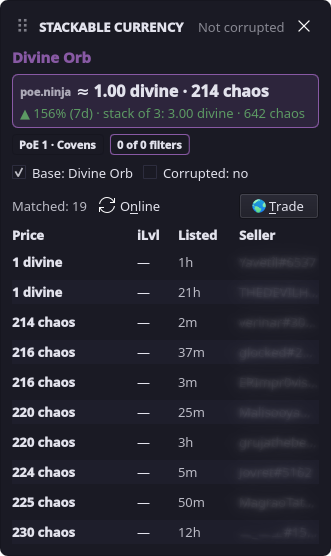 STACKABLE CURRENCY Not corrupted
Divine Orb
poe.ninja ≈ 1.00 divine · 214 chaos
▲ 156% (7d) · stack of 3: 3.00 divine · 642 chaos
PoE 1 · Covens 0 of 0 filters
Base: Divine Orb Corrupted: no
Matched: 19 Online Trade
Price iLvl Listed Seller
1 divine — 1h
1 divine — 21h
214 chaos — 2m
216 chaos — 37m
216 chaos — 3m
220 chaos — 25m
220 chaos — 3h
224 chaos — 5m
225 chaos — 50m
230 chaos — 12h